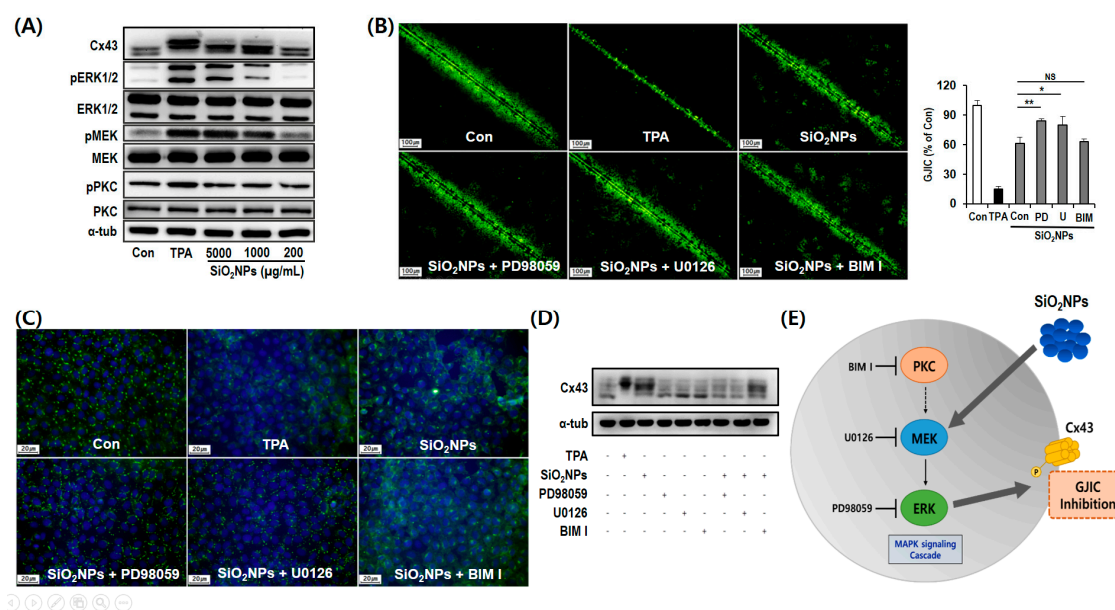 (A)
Cx43
pERK1/2
ERK1/2
pMEK
MEK
pPKC
PKC
α-tub
Con TPA 5000 1000 200
SiO₂NPs (µg/mL)
(B)
Con
100µm
TPA
100µm
SiO₂NPs
100µm
SiO₂NPs + PD98059
100µm
SiO₂NPs + U0126
100µm
SiO₂NPs + BIM I
100µm
GJIC (% of Con)
120
90
60
30
0
NS
*
**
Con TPA Con PD U BIM
SiO₂NPs
(C)
Con
20µm
TPA
20µm
SiO₂NPs
20µm
SiO₂NPs + PD98059
20µm
SiO₂NPs + U0126
20µm
SiO₂NPs + BIM I
20µm
(D)
Cx43
α-tub
TPA - + - - - - - - -
SiO₂NPs - - + - - - + + +
PD98059 - - - + - - + - -
U0126 - - - - + - - + -
BIM I - - - - - + - - +
(E)
SiO₂NPs
BIM I
PKC
U0126
MEK
Cx43
P
PD98059
ERK
GJIC
Inhibition
MAPK signaling
Cascade